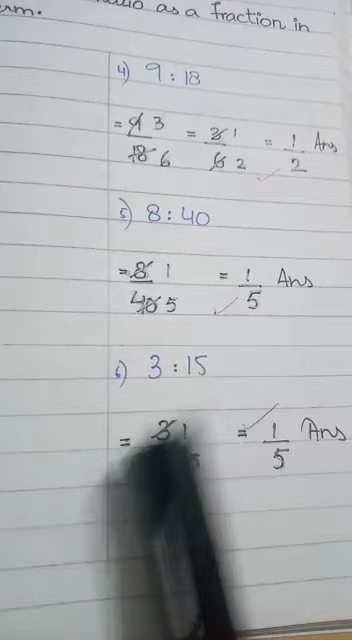 as a fraction in
4) 9 : 18
= 9 3 / 18 6 = 3 1 / 6 2 = 1/2 Ans
5) 8 : 40
= 8 1 / 40 5 = 1/5 Ans
6) 3 : 15
= 3 1 / 5 = 1/5 Ans